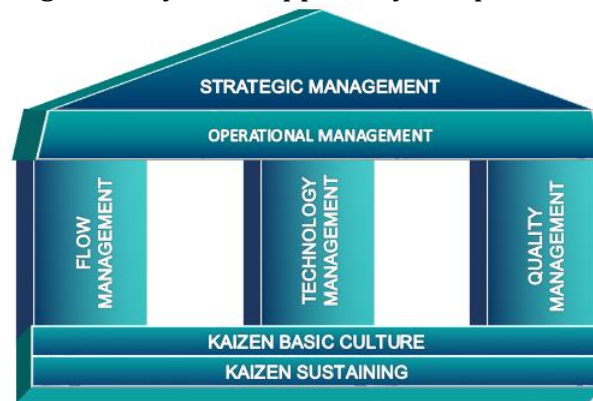 STRATEGIC MANAGEMENT
OPERATIONAL MANAGEMENT
FLOW
MANAGEMENT
TECHNOLOGY
MANAGEMENT
QUALITY
MANAGEMENT
KAIZEN BASIC CULTURE
KAIZEN SUSTAINING